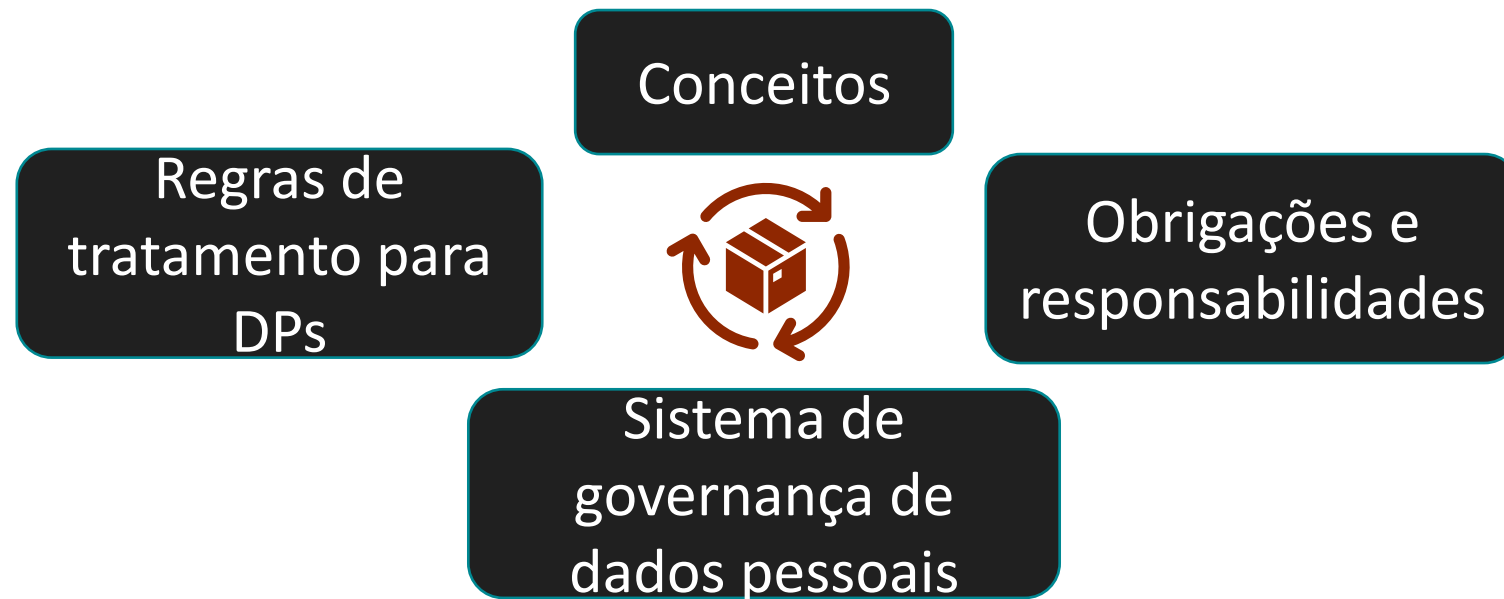 Conceitos
Regras de
tratamento para
DPs
Obrigações e
responsabilidades
Sistema de
governança de
dados pessoais